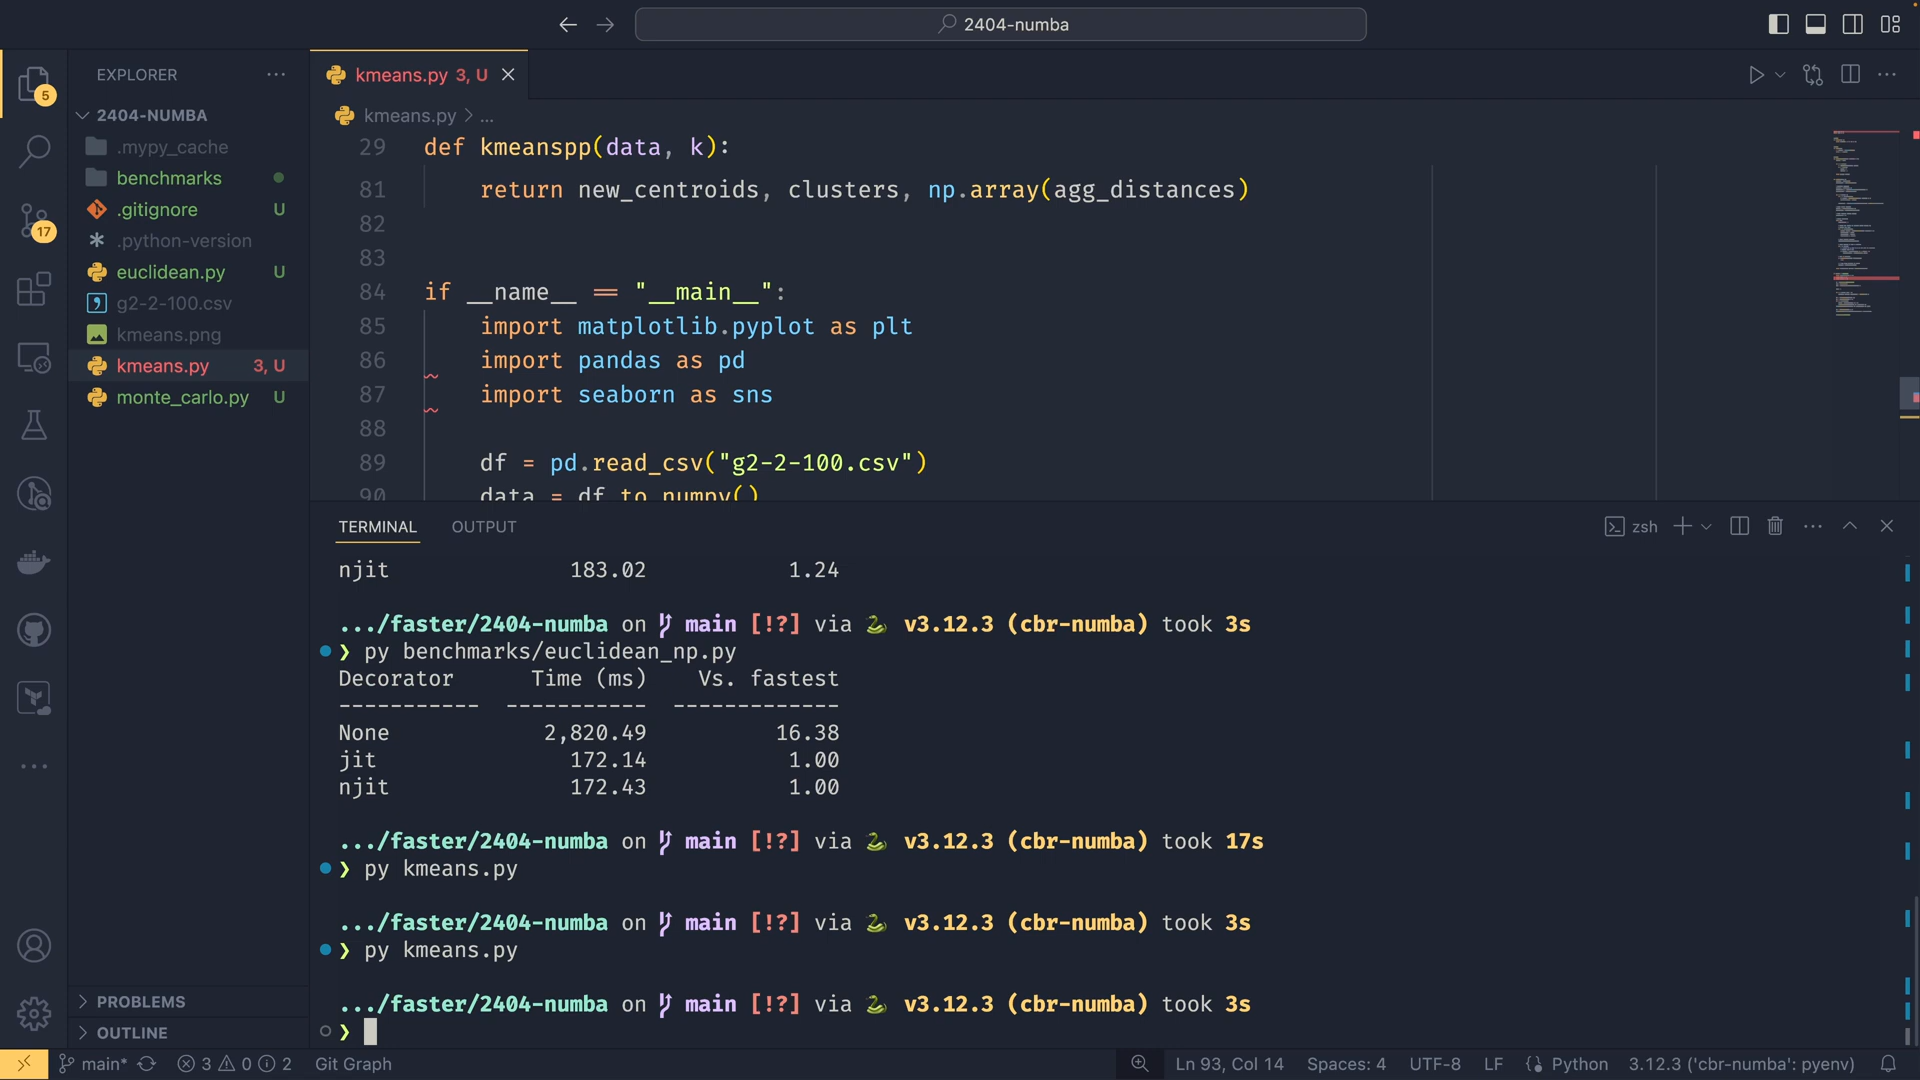 2404-numba
EXPLORER
2404-NUMBA
.mypy_cache
benchmarks
.gitignore U
.python-version
euclidean.py U
g2-2-100.csv
kmeans.png
kmeans.py 3, U
monte_carlo.py U
PROBLEMS
OUTLINE
5
17
kmeans.py 3, U
kmeans.py > ...
29 def kmeanspp(data, k):
81 return new_centroids, clusters, np.array(agg_distances)
82
83
84 if __name__ == "__main__":
85 import matplotlib.pyplot as plt
86 import pandas as pd
87 import seaborn as sns
88
89 df = pd.read_csv("g2-2-100.csv")
90 data = df.to_numpy()
TERMINAL OUTPUT
zsh
njit 183.02 1.24
.../faster/2404-numba on main [!?] via v3.12.3 (cbr-numba) took 3s
❯ py benchmarks/euclidean_np.py
Decorator Time (ms) Vs. fastest
----------- ----------- -------------
None 2,820.49 16.38
jit 172.14 1.00
njit 172.43 1.00
.../faster/2404-numba on main [!?] via v3.12.3 (cbr-numba) took 17s
❯ py kmeans.py
.../faster/2404-numba on main [!?] via v3.12.3 (cbr-numba) took 3s
❯ py kmeans.py
.../faster/2404-numba on main [!?] via v3.12.3 (cbr-numba) took 3s
❯
main* 3 0 2 Git Graph Ln 93, Col 14 Spaces: 4 UTF-8 LF Python 3.12.3 ('cbr-numba': pyenv)